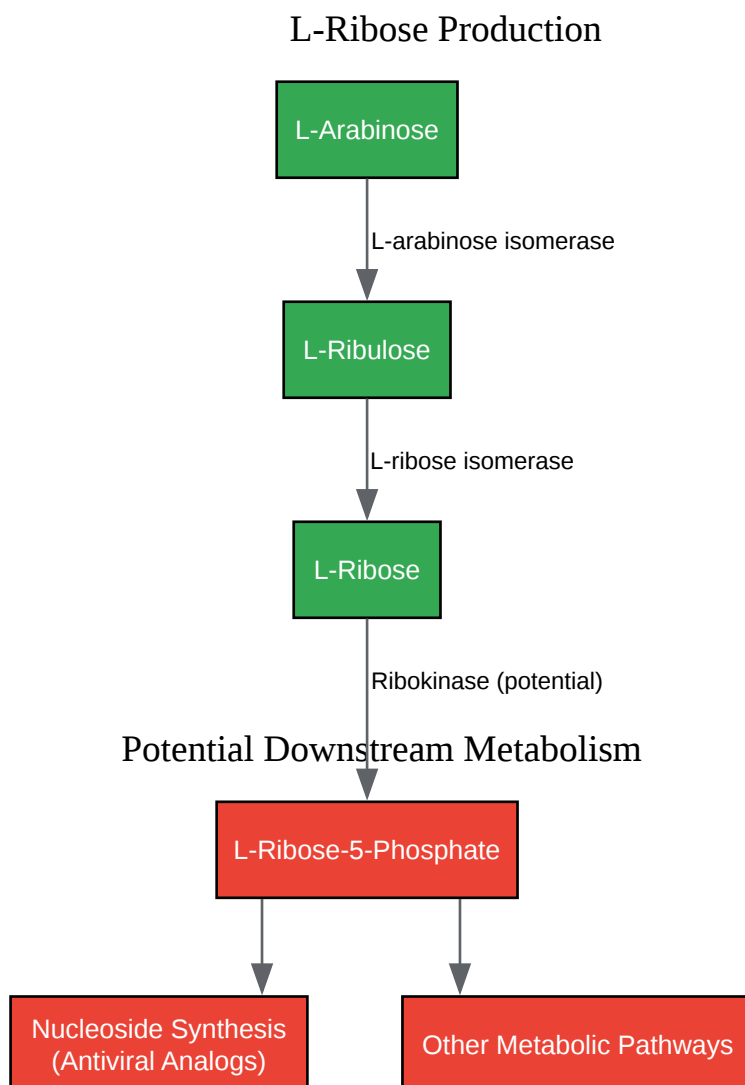 L-Ribose Production
L-Arabinose
L-arabinose isomerase
L-Ribulose
L-ribose isomerase
L-Ribose
Ribokinase (potential)
Potential Downstream Metabolism
L-Ribose-5-Phosphate
Nucleoside Synthesis
(Antiviral Analogs)
Other Metabolic Pathways